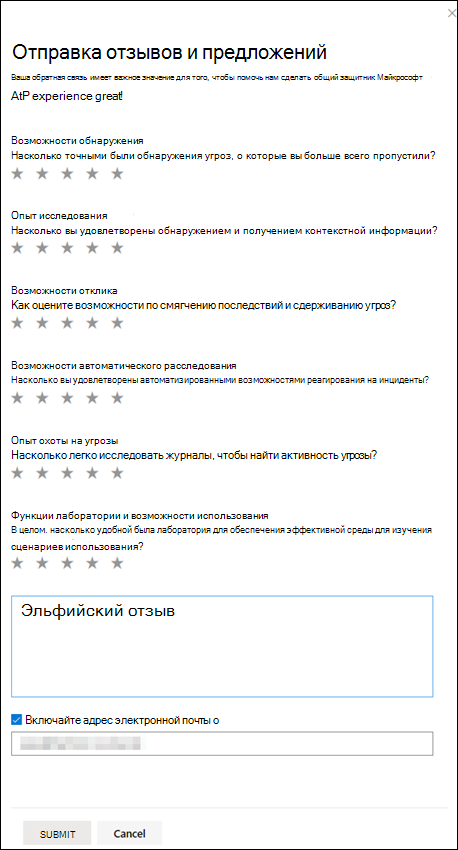 Отправка отзывов и предложений
Ваша обратная связь имеет важное значение для того, чтобы помочь нам сделать общий защитник Майкрософт
AtP experience great!
Возможности обнаружения
Насколько точными были обнаружения угроз, о которые вы больше всего пропустили?
Опыт исследования
Насколько вы удовлетворены обнаружением и получением контекстной информации?
Возможности отклика
Как оцените возможности по смягчению последствий и сдерживанию угроз?
Возможности автоматического расследования
Насколько вы удовлетворены автоматизированными возможностями реагирования на инциденты?
Опыт охоты на угрозы
Насколько легко исследовать журналы, чтобы найти активность угрозы?
Функции лаборатории и возможности использования
В целом. насколько удобной была лаборатория для обеспечения эффективной среды для изучения
сценариев использования?
Эльфийский отзыв
Включайте адрес электронной почты о
SUBMIT Cancel